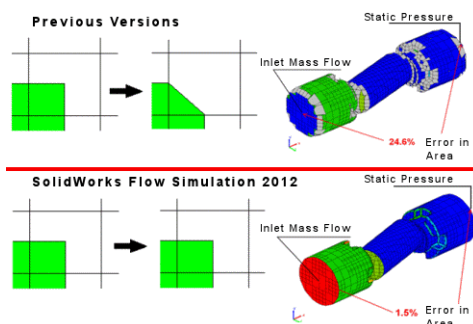 Previous Versions
Static Pressure
Inlet Mass Flow
24.6%
Error in
Area
SolidWorks Flow Simulation 2012
Static Pressure
Inlet Mass Flow
1.5%
Error in
Area